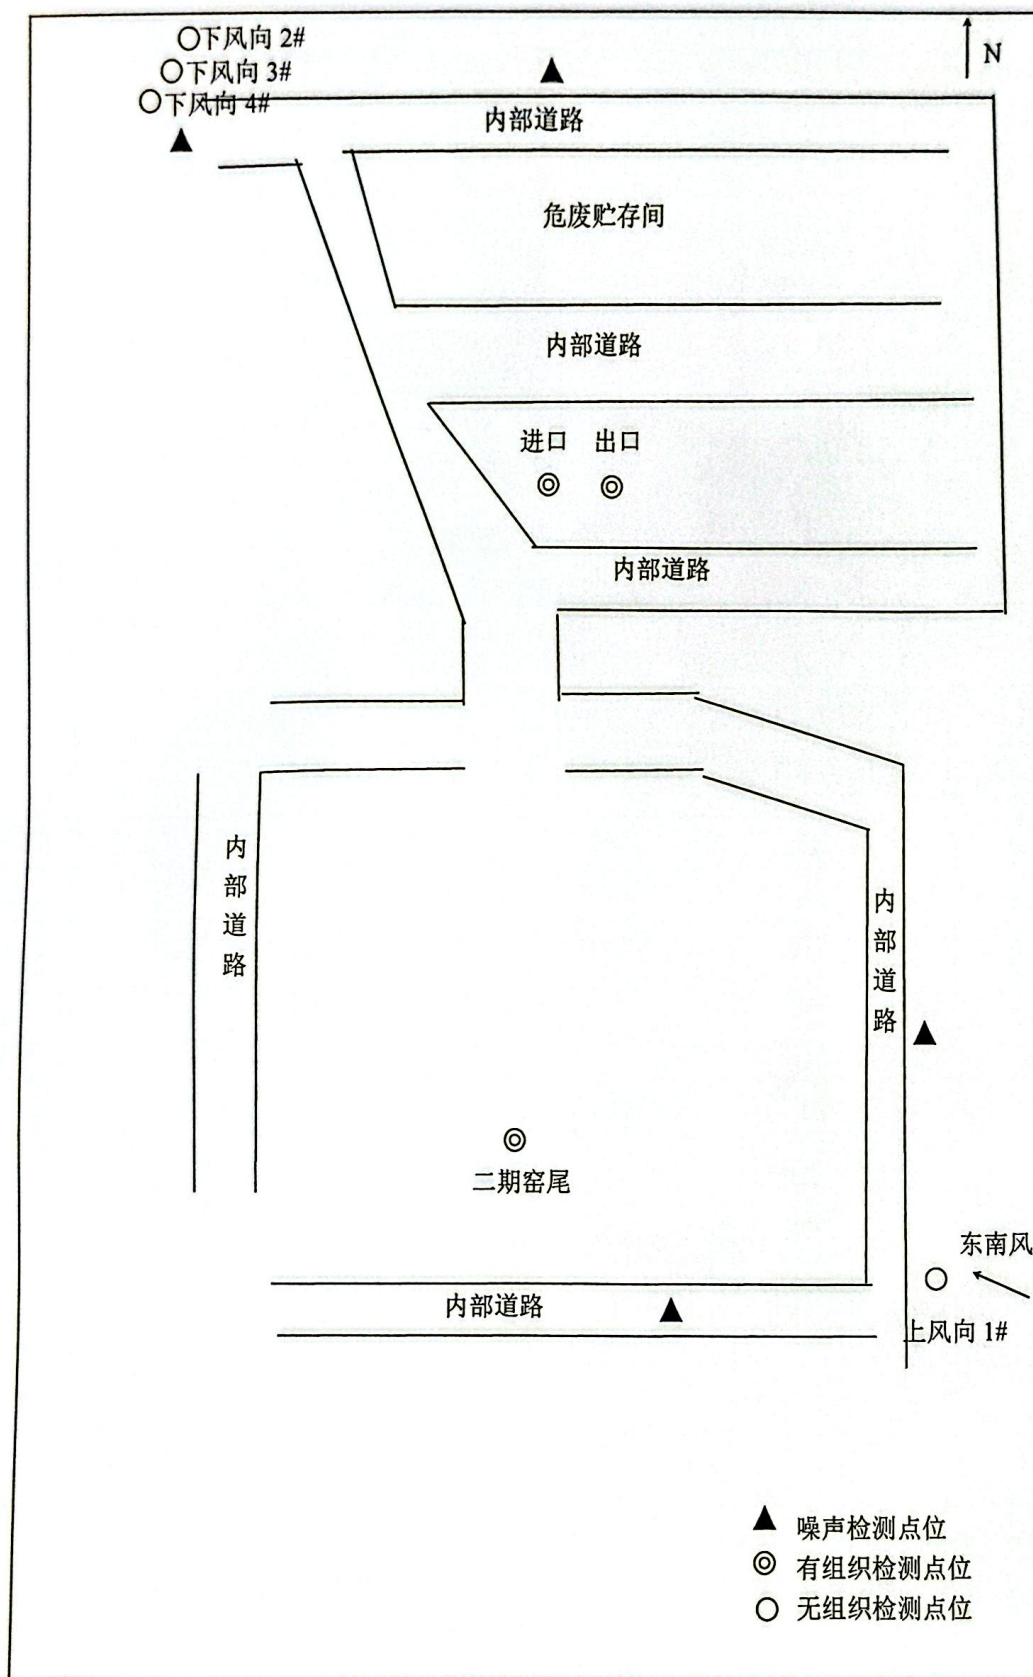 下风向 2#
N
下风向 3#
下风向 4#
内部道路
危废贮存间
内部道路
进口 出口
内部道路
内部道路
内部道路
二期窑尾
东南风
内部道路
上风向 1#
噪声检测点位
有组织检测点位
无组织检测点位